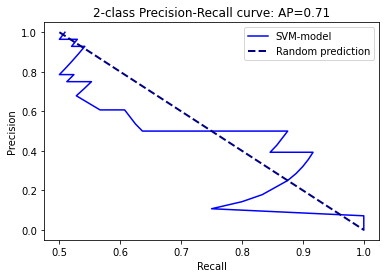 2-class Precision-Recall curve: AP=0.71
SVM-model
Random prediction
Precision
1.0
0.8
0.6
0.4
0.2
0.0
0.5 0.6 0.7 0.8 0.9 1.0
Recall